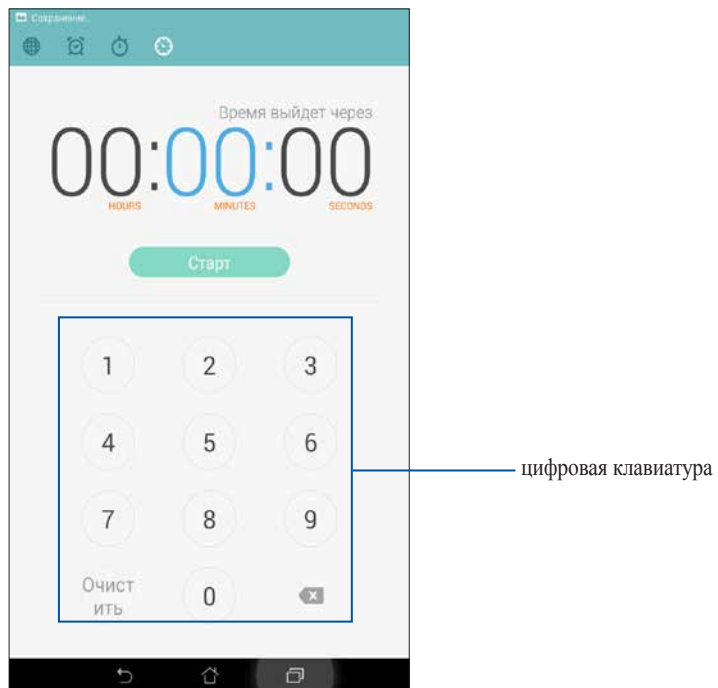 Сохранение...
Время выйдет через
00:00:00
HOURS MINUTES SECONDS
Старт
1 2 3
4 5 6
цифровая клавиатура
7 8 9
Очист
ить
0